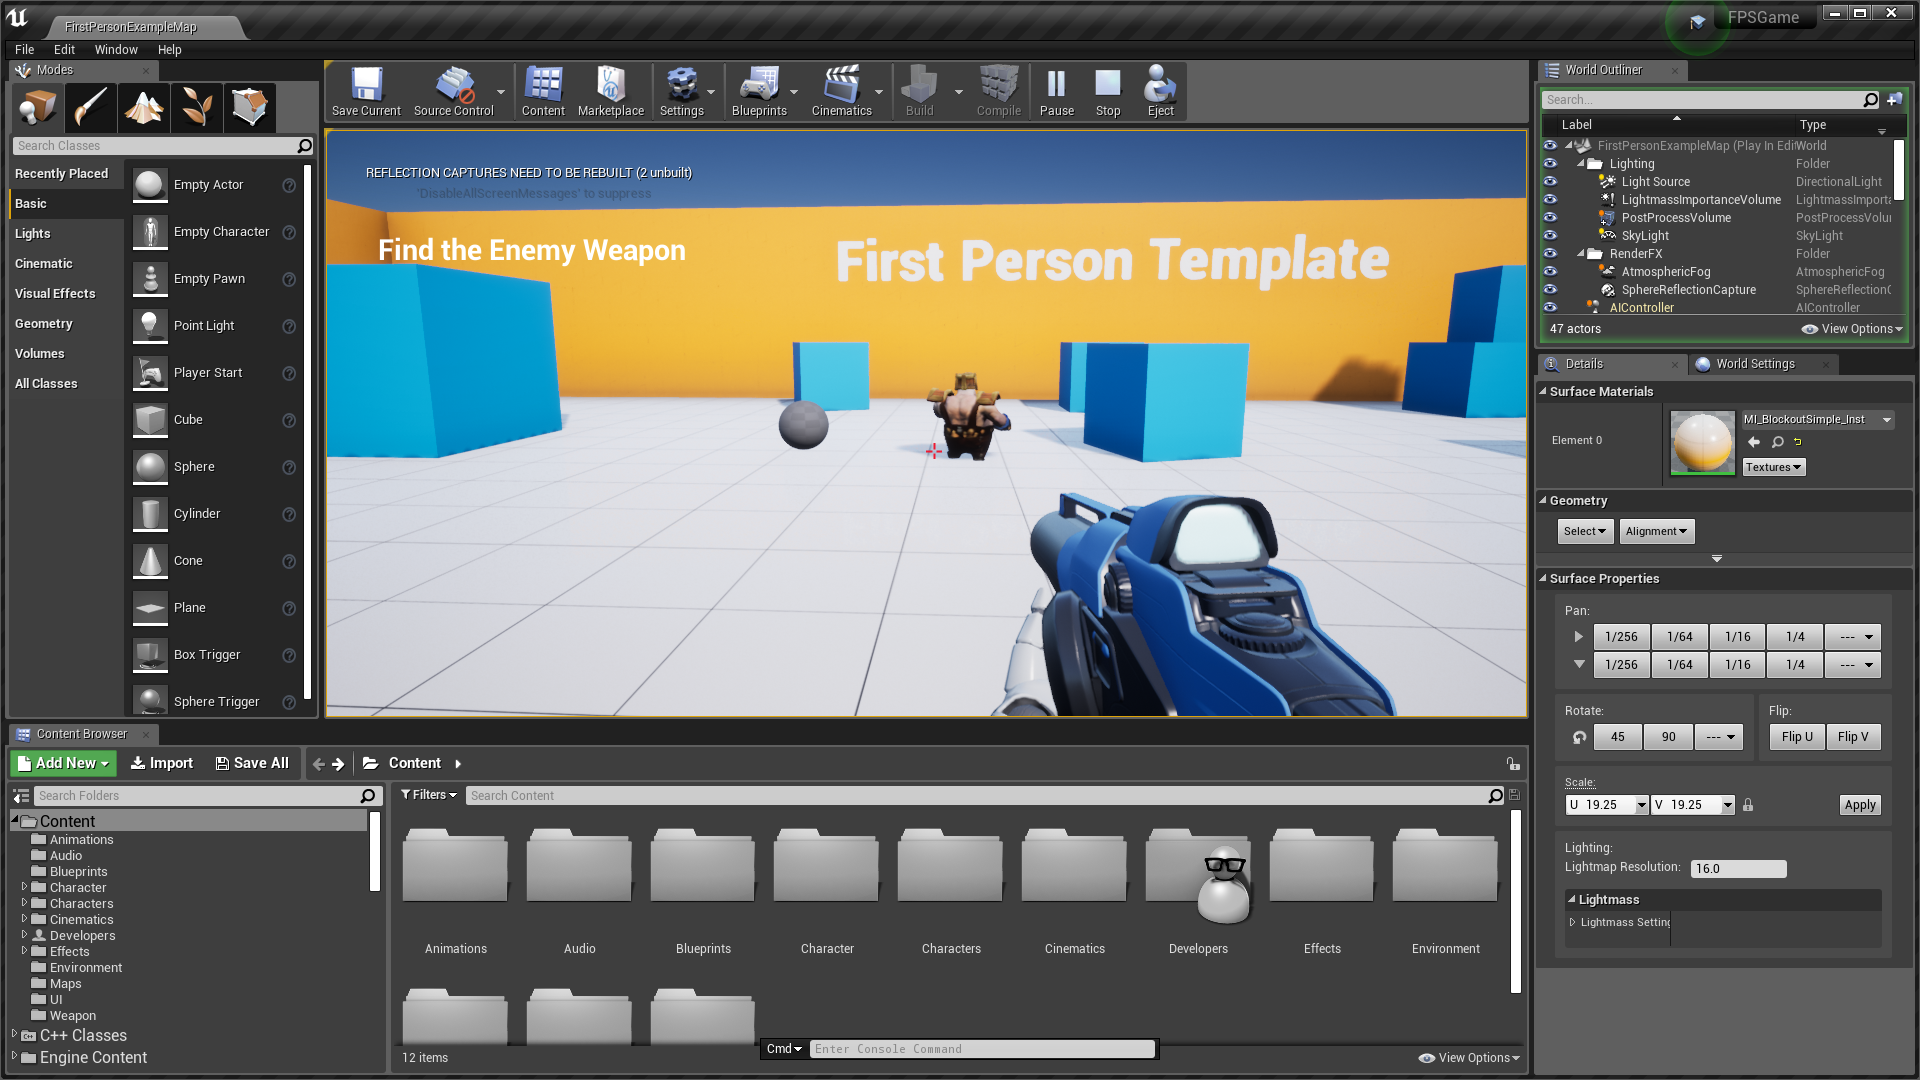 FirstPersonExampleMap
FPSGame
File Edit Window Help
Modes
Search Classes
Recently Placed
Basic
Lights
Cinematic
Visual Effects
Geometry
Volumes
All Classes
Empty Actor
Empty Character
Empty Pawn
Point Light
Player Start
Cube
Sphere
Cylinder
Cone
Plane
Box Trigger
Sphere Trigger
Save Current Source Control Content Marketplace Settings Blueprints Cinematics Build Compile Pause Stop Eject
REFLECTION CAPTURES NEED TO BE REBUILT (2 unbuilt)
'DisableAllScreenMessages' to suppress
Find the Enemy Weapon
First Person Template
World Outliner
Search...
Label Type
FirstPersonExampleMap (Play In Edi World
Lighting Folder
Light Source DirectionalLight
LightmassImportanceVolume LightmassImporta
PostProcessVolume PostProcessVolu
SkyLight SkyLight
RenderFX Folder
AtmosphericFog AtmosphericFog
SphereReflectionCapture SphereReflectionC
AIController AIController
47 actors View Options
Details World Settings
Surface Materials
Element 0
MI_BlockoutSimple_Inst
Textures
Geometry
Select Alignment
Surface Properties
Pan:
1/256 1/64 1/16 1/4 ---
1/256 1/64 1/16 1/4 ---
Rotate: Flip:
45 90 --- Flip U Flip V
Scale:
U 19.25 V 19.25 Apply
Lighting:
Lightmap Resolution: 16.0
Lightmass
Lightmass Setting
Content Browser
Add New Import Save All Content
Search Folders
Filters Search Content
Content
Animations
Audio
Blueprints
Character
Characters
Cinematics
Developers
Effects
Environment
Maps
UI
Weapon
C++ Classes
Engine Content
Animations Audio Blueprints Character Characters Cinematics Developers Effects Environment
12 items
Cmd Enter Console Command
View Options